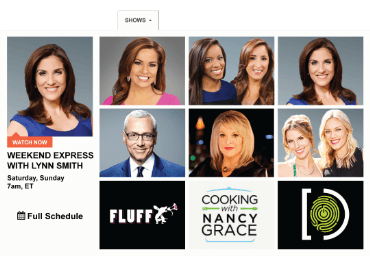 SHOWS
WATCH NOW
WEEKEND EXPRESS
WITH LYNN SMITH
Saturday, Sunday
7am, ET
Full Schedule
FLUFF
COOKING
with
NANCY
GRACE
D